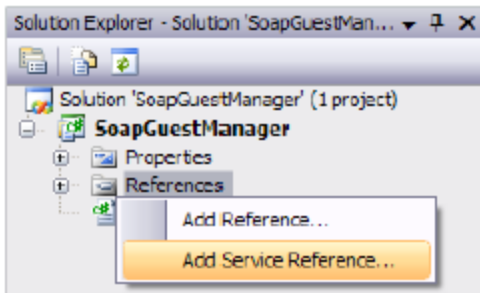 Solution Explorer - Solution 'SoapGuestMan...
Solution 'SoapGuestManager' (1 project)
SoapGuestManager
Properties
References
Add Reference...
Add Service Reference...